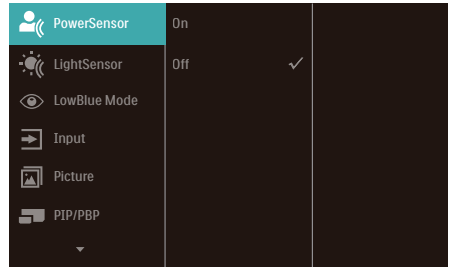 PowerSensor
On
LightSensor
Off
LowBlue Mode
Input
Picture
PIP/PBP